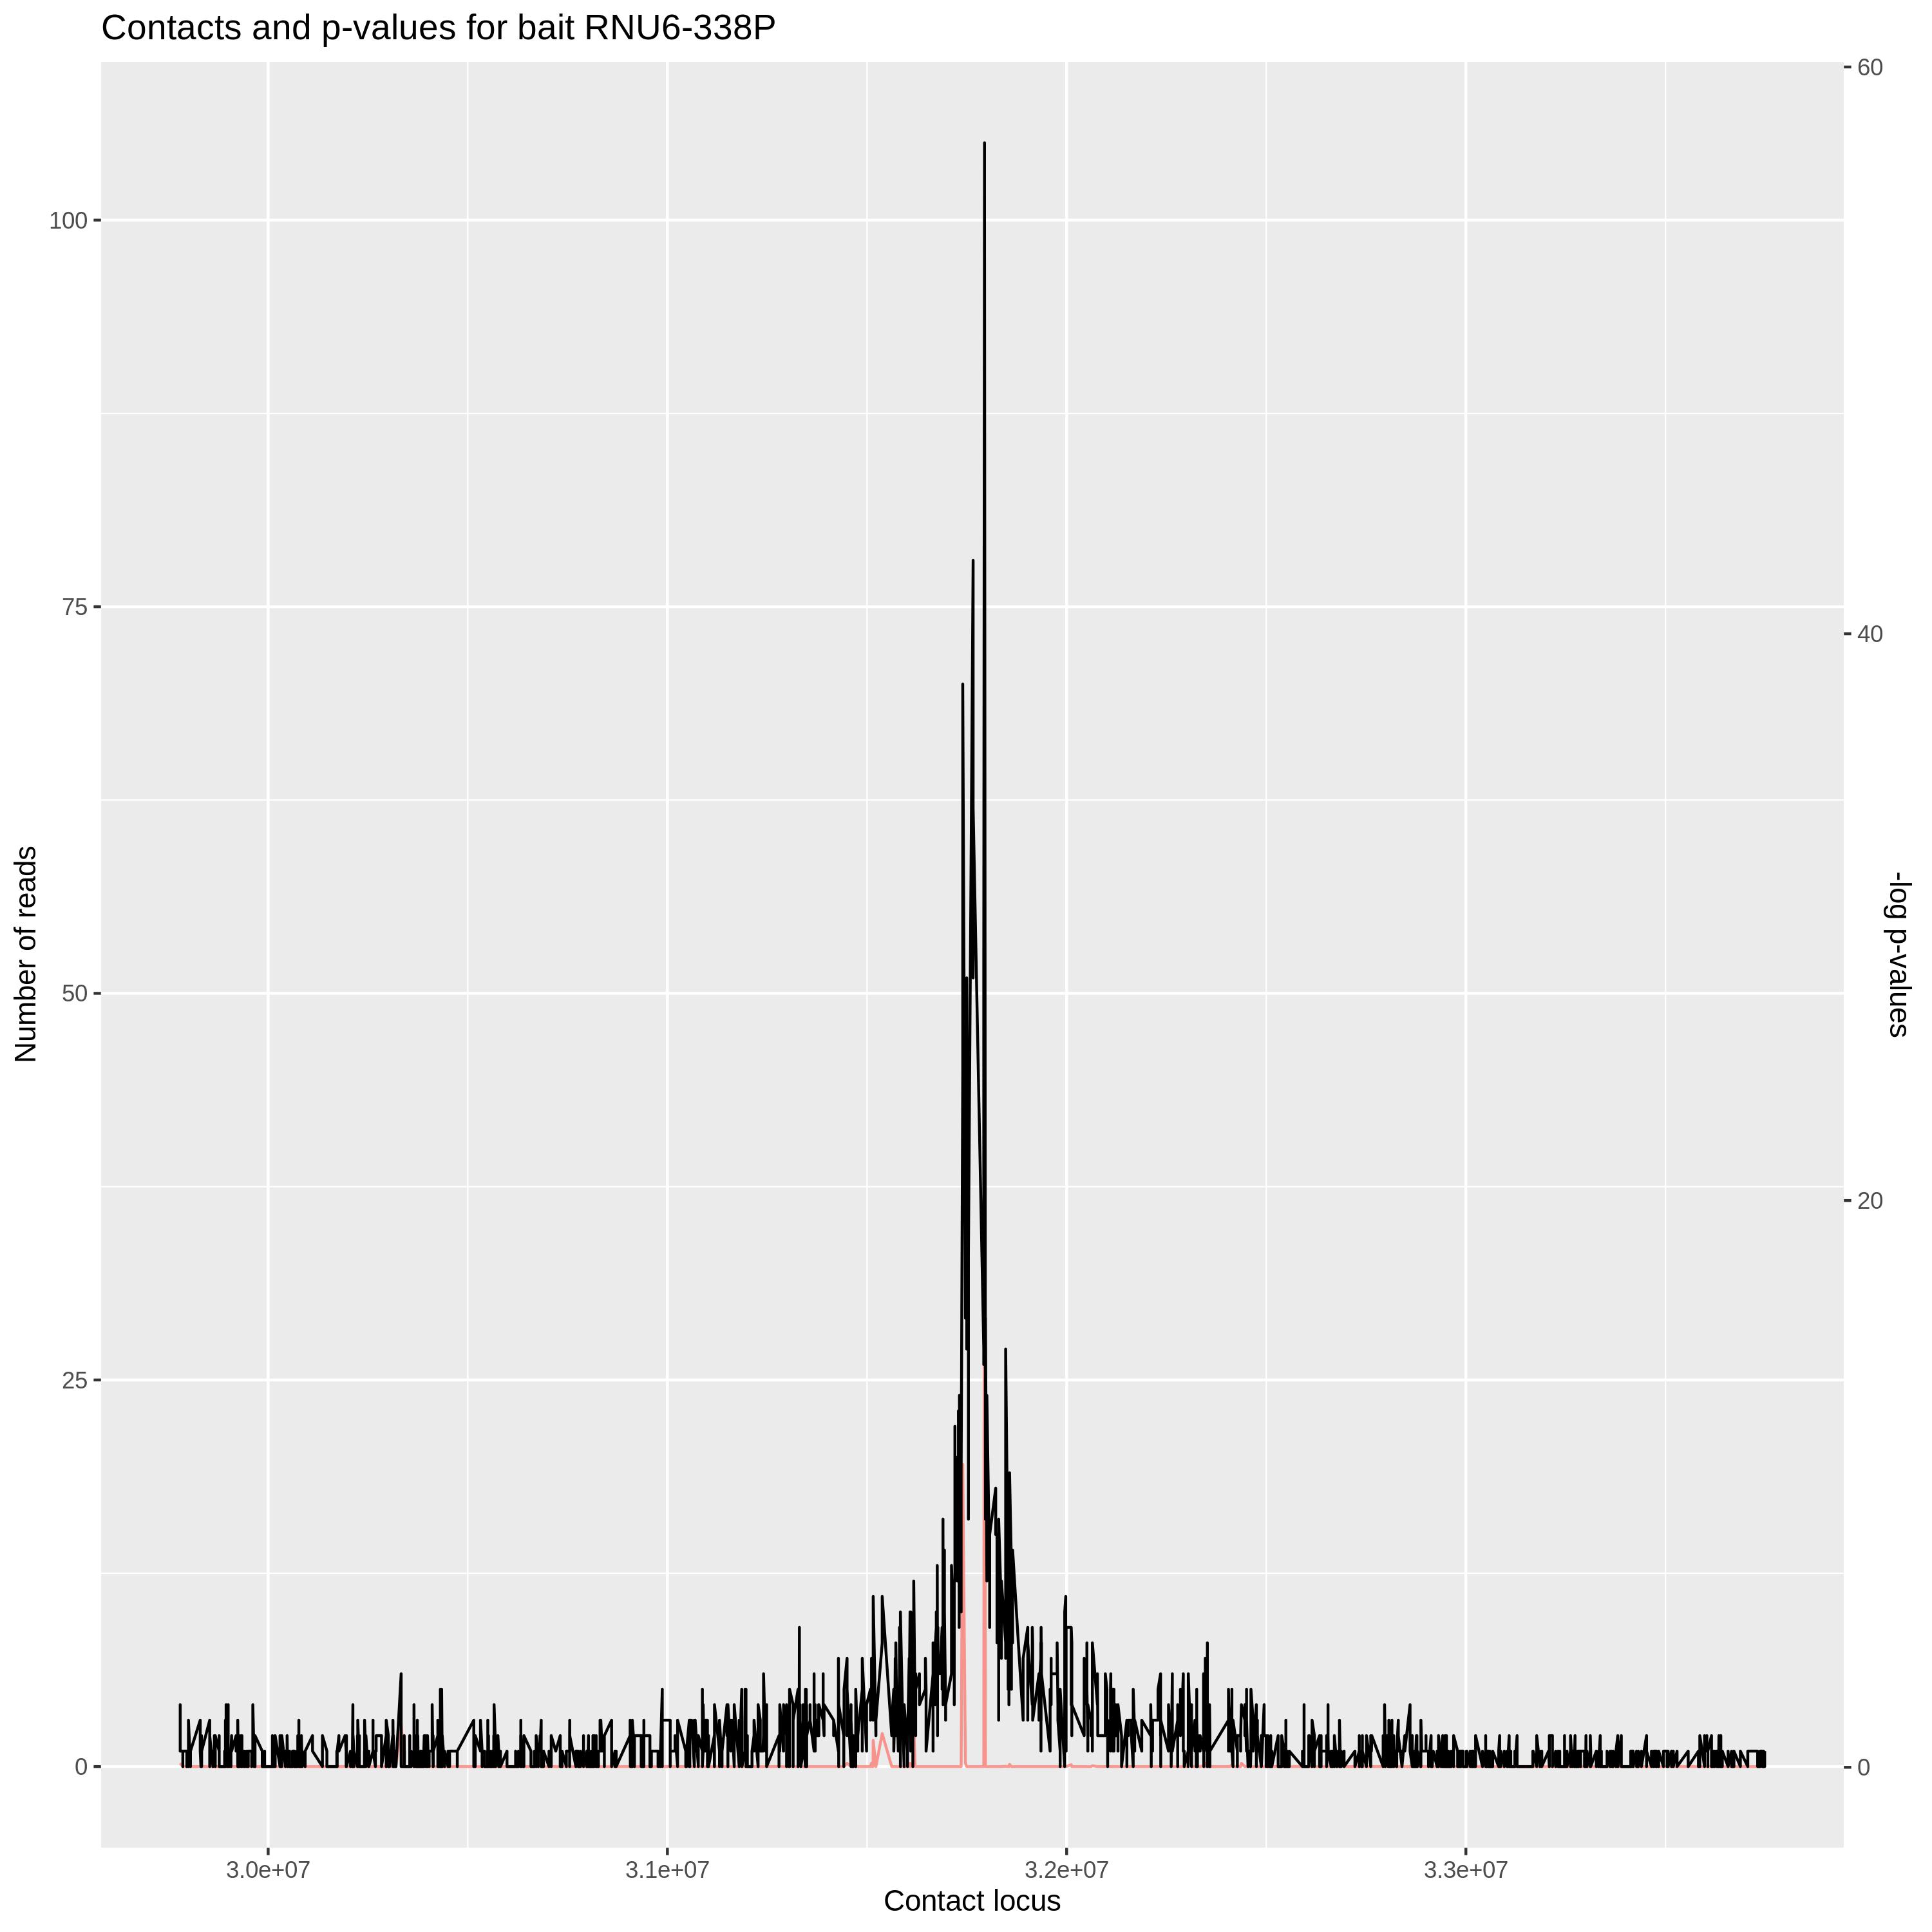 Contacts and p-values for bait RNU6-338P
60
100
75
40
Number of reads
-log p-values
50
20
25
0
0
3.0e+07
3.1e+07
3.2e+07
3.3e+07
Contact locus